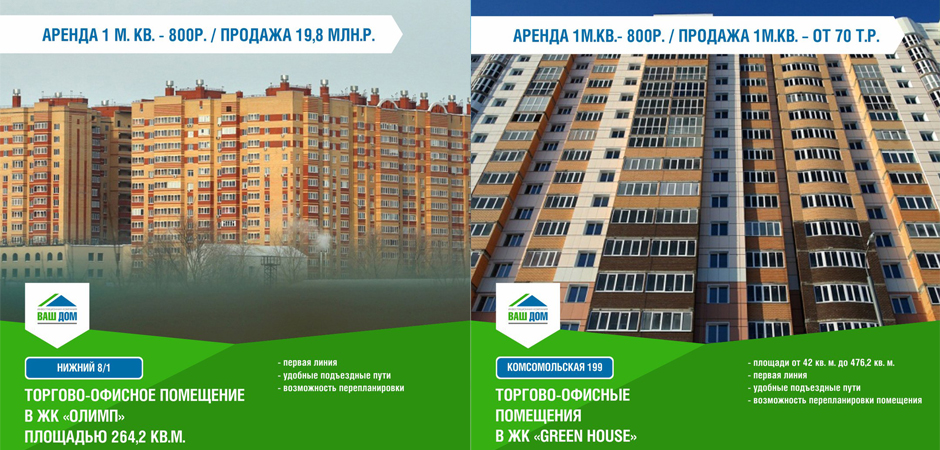 АРЕНДА 1 М. КВ. - 800Р. / ПРОДАЖА 19,8 МЛН.Р.
ВАШ ДОМ
НИЖНИЙ 8/1
ТОРГОВО-ОФИСНОЕ ПОМЕЩЕНИЕ
В ЖК «ОЛИМП»
ПЛОЩАДЬЮ 264,2 КВ.М.
- первая линия
- удобные подъездные пути
- возможность перепланировки
АРЕНДА 1М.КВ.- 800Р. / ПРОДАЖА 1М.КВ. – ОТ 70 Т.Р.
ВАШ ДОМ
КОМСОМОЛЬСКАЯ 199
ТОРГОВО-ОФИСНЫЕ
ПОМЕЩЕНИЯ
В ЖК «GREEN HOUSE»
- площади от 42 кв. м. до 476,2 кв. м.
- первая линия
- удобные подъездные пути
- возможность перепланировки помещения